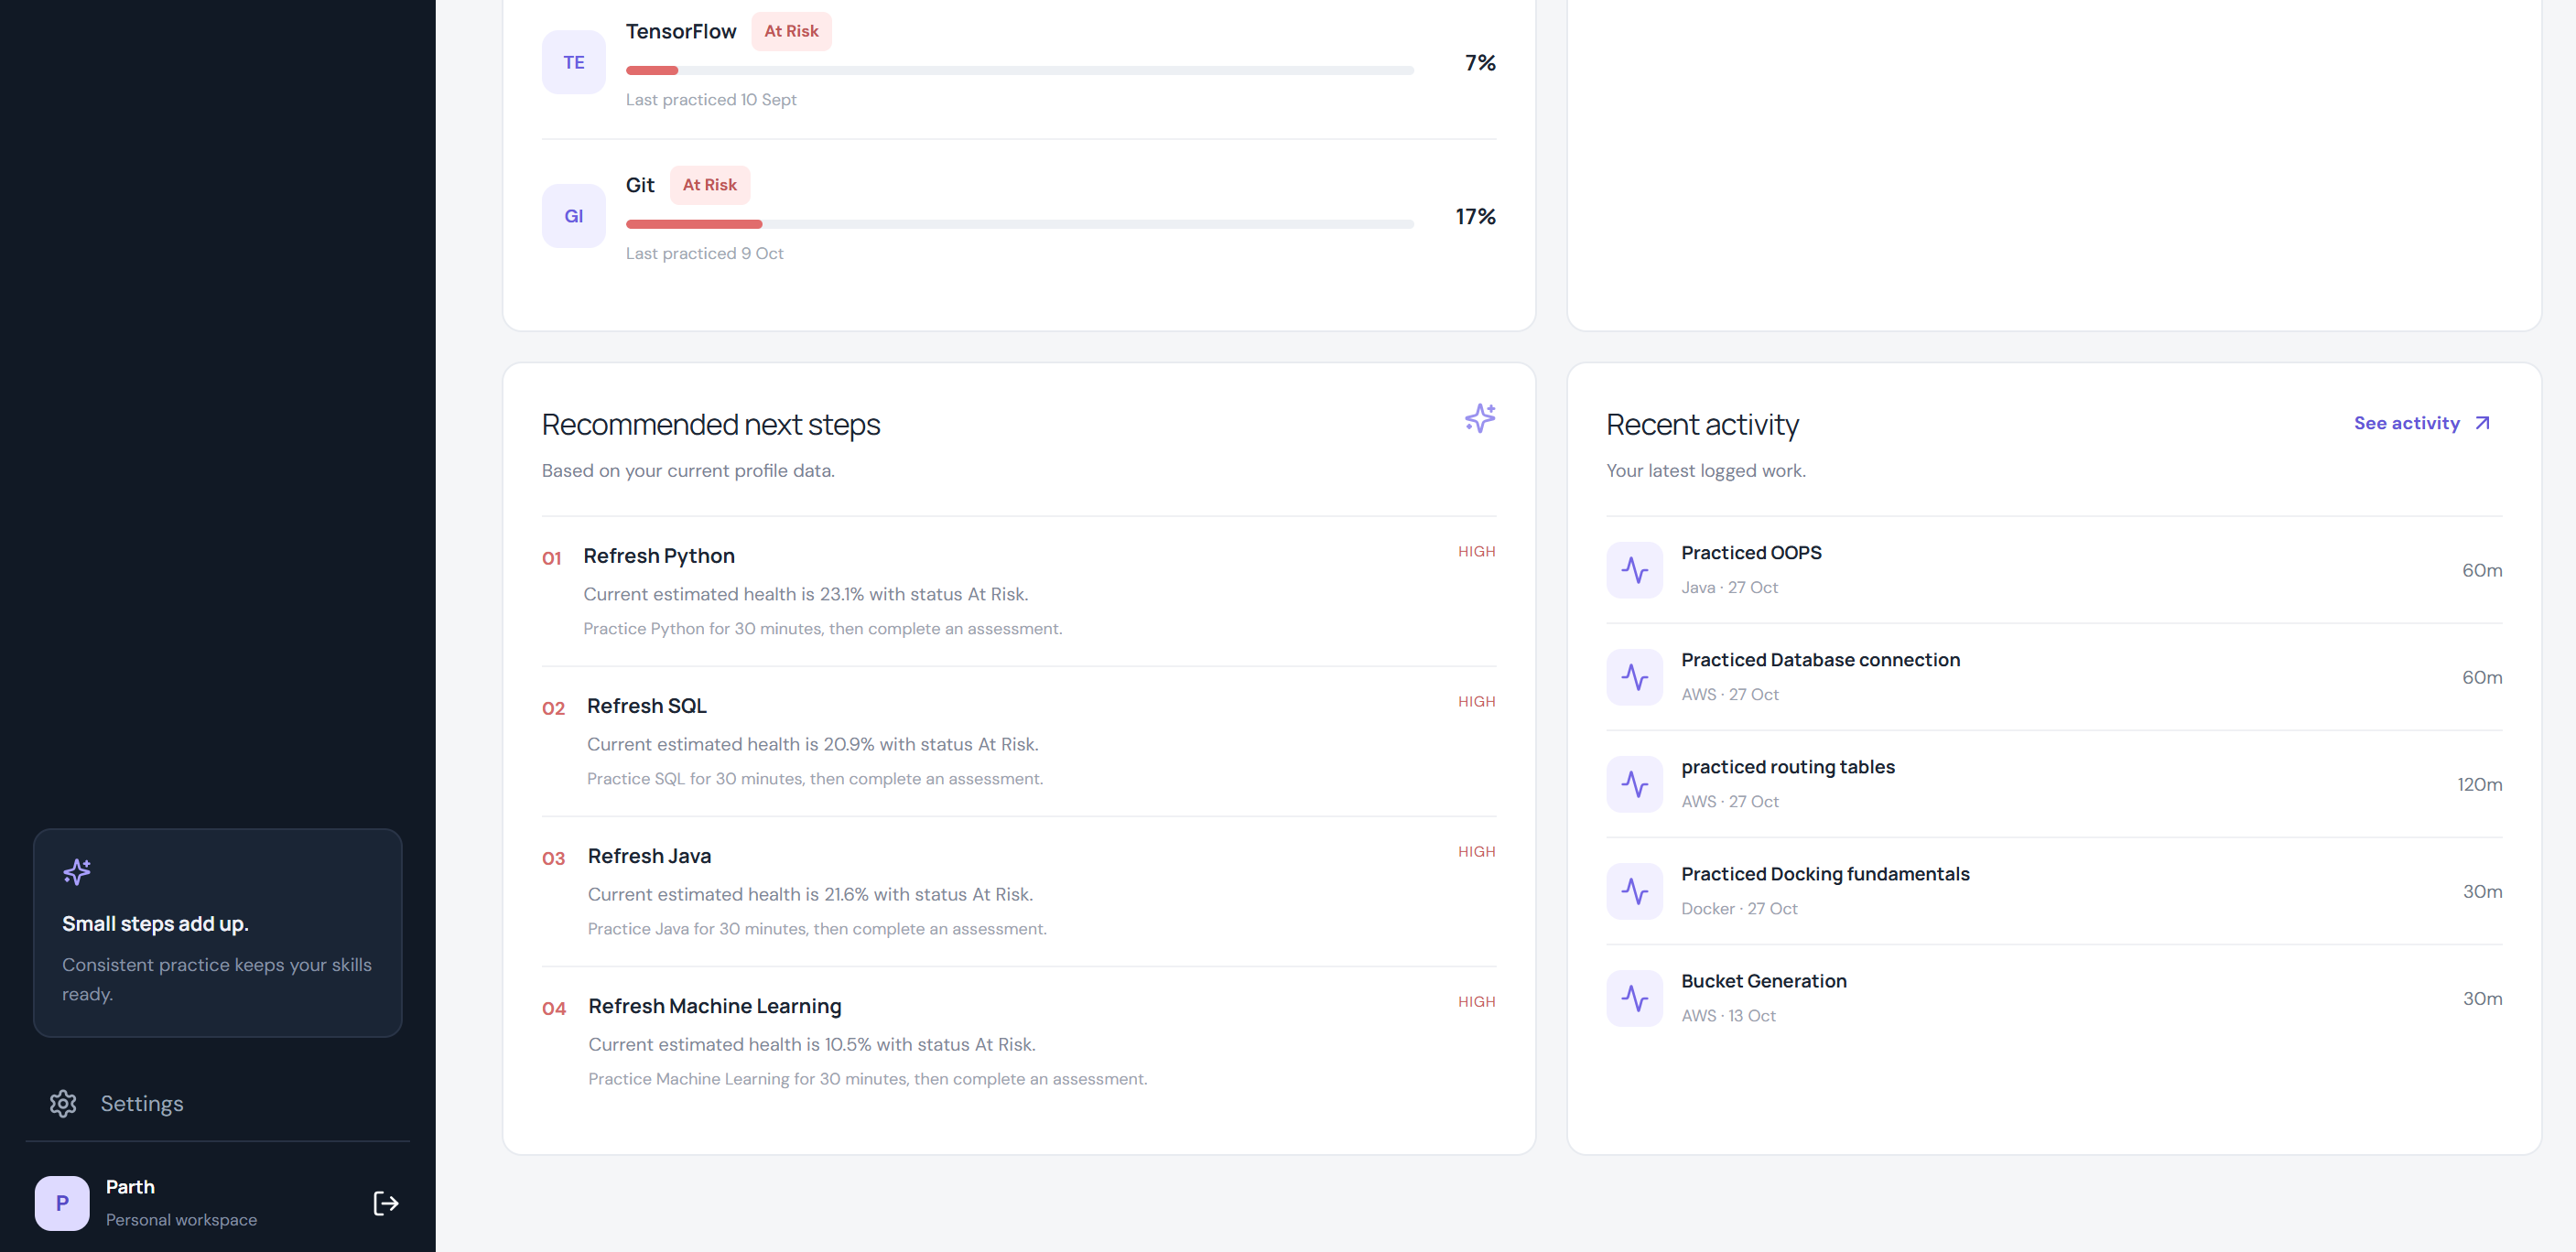 TE
TensorFlow
At Risk
7%
Last practiced 10 Sept
GI
Git
At Risk
17%
Last practiced 9 Oct
Recommended next steps
Based on your current profile data.
01
Refresh Python
HIGH
Current estimated health is 23.1% with status At Risk.
Practice Python for 30 minutes, then complete an assessment.
02
Refresh SQL
HIGH
Current estimated health is 20.9% with status At Risk.
Practice SQL for 30 minutes, then complete an assessment.
03
Refresh Java
HIGH
Current estimated health is 21.6% with status At Risk.
Practice Java for 30 minutes, then complete an assessment.
04
Refresh Machine Learning
HIGH
Current estimated health is 10.5% with status At Risk.
Practice Machine Learning for 30 minutes, then complete an assessment.
Recent activity
See activity
Your latest logged work.
Practiced OOPS
Java · 27 Oct
60m
Practiced Database connection
AWS · 27 Oct
60m
practiced routing tables
AWS · 27 Oct
120m
Practiced Docking fundamentals
Docker · 27 Oct
30m
Bucket Generation
AWS · 13 Oct
30m
Small steps add up.
Consistent practice keeps your skills
ready.
Settings
P
Parth
Personal workspace